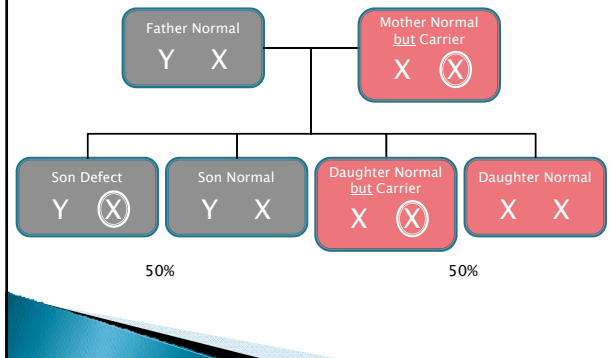 Father Normal
Y X
Mother Normal
but Carrier
X X
Son Defect
Y X
Son Normal
Y X
Daughter Normal
but Carrier
X X
Daughter Normal
X X
50%
50%